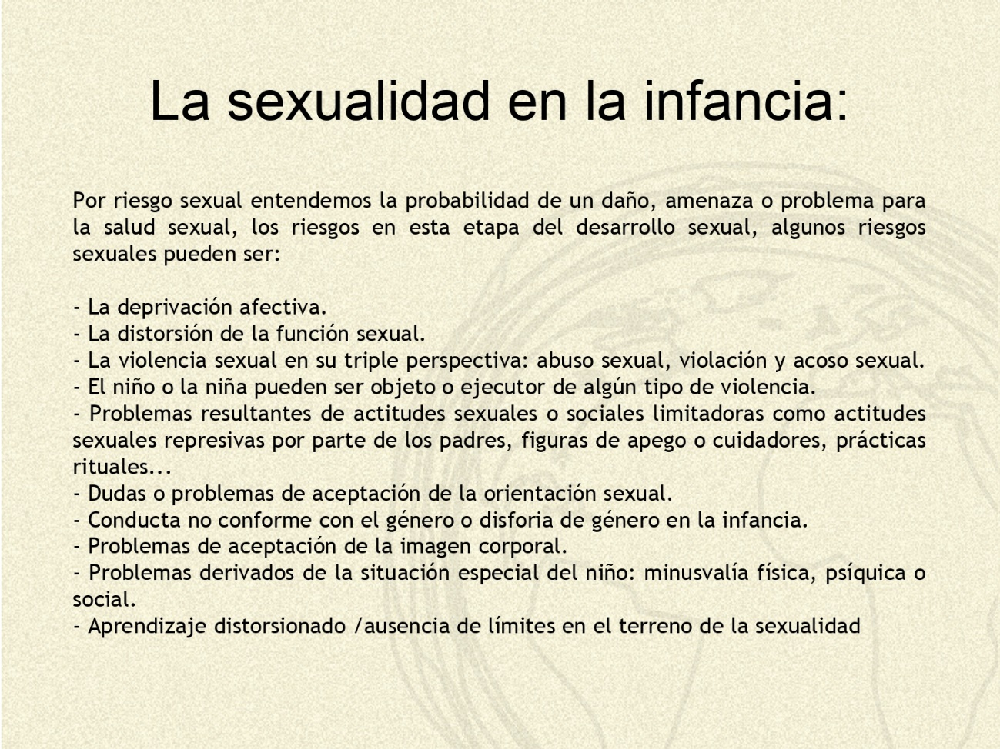 La sexualidad en la infancia:
Por riesgo sexual entendemos la probabilidad de un daño, amenaza o problema para
la salud sexual, los riesgos en esta etapa del desarrollo sexual, algunos riesgos
sexuales pueden ser:
- La deprivación afectiva.
- La distorsión de la función sexual.
- La violencia sexual en su triple perspectiva: abuso sexual, violación y acoso sexual.
- El niño o la niña pueden ser objeto o ejecutor de algún tipo de violencia.
- Problemas resultantes de actitudes sexuales o sociales limitadoras como actitudes
sexuales represivas por parte de los padres, figuras de apego o cuidadores, prácticas
rituales...
- Dudas o problemas de aceptación de la orientación sexual.
- Conducta no conforme con el género o disforia de género en la infancia.
- Problemas de aceptación de la imagen corporal.
- Problemas derivados de la situación especial del niño: minusvalía física, psíquica o
social.
- Aprendizaje distorsionado /ausencia de límites en el terreno de la sexualidad